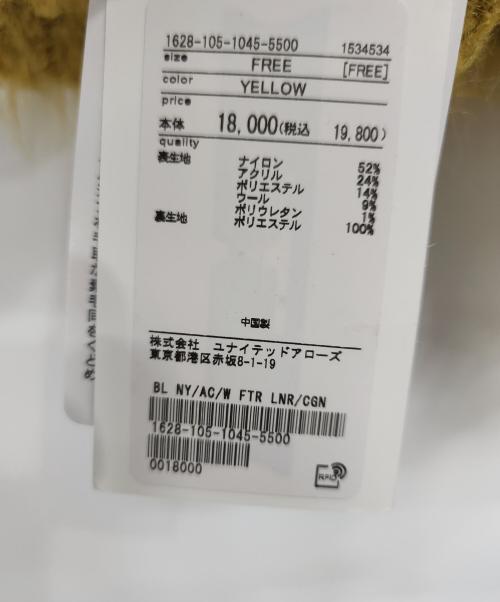 1628-105-1045-5500 1534534
size FREE [FREE]
color YELLOW
price
本体 18,000(税込 19,800)
quality
表生地 ナイロン 52%
アクリル 24%
ポリエステル 14%
ウール 9%
ポリウレタン 1%
裏生地 ポリエステル 100%
中国製
株式会社 ユナイテッドアローズ
東京都港区赤坂8-1-19
BL NY/AC/W FTR LNR/CGN
1628-105-1045-5500
0018000
RFID